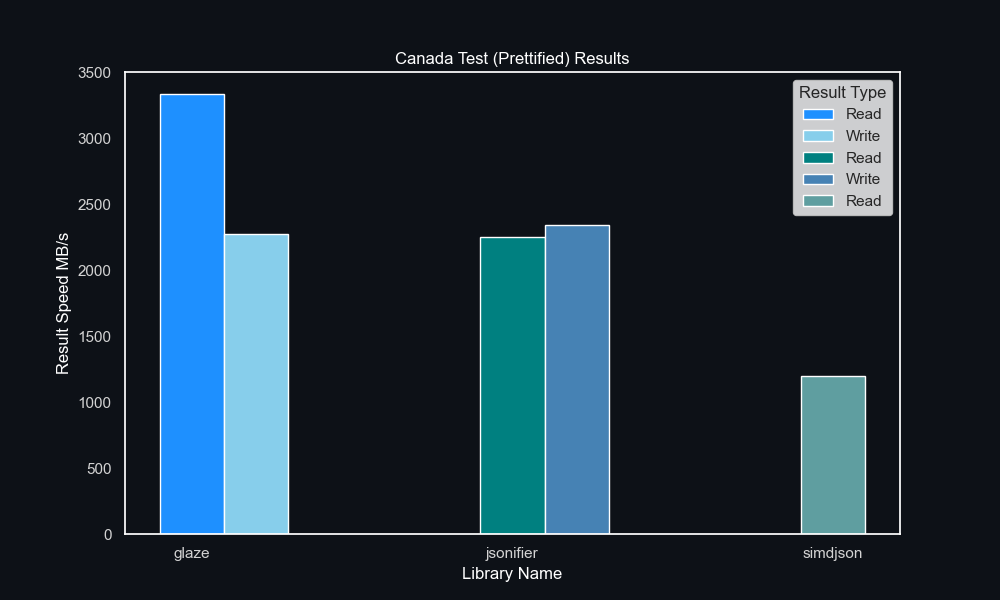 Canada Test (Prettified) Results
3500
3000
2500
2000
1500
1000
500
0
Result Speed MB/s
Result Type
Read
Write
Read
Write
Read
glaze
jsonifier
simdjson
Library Name